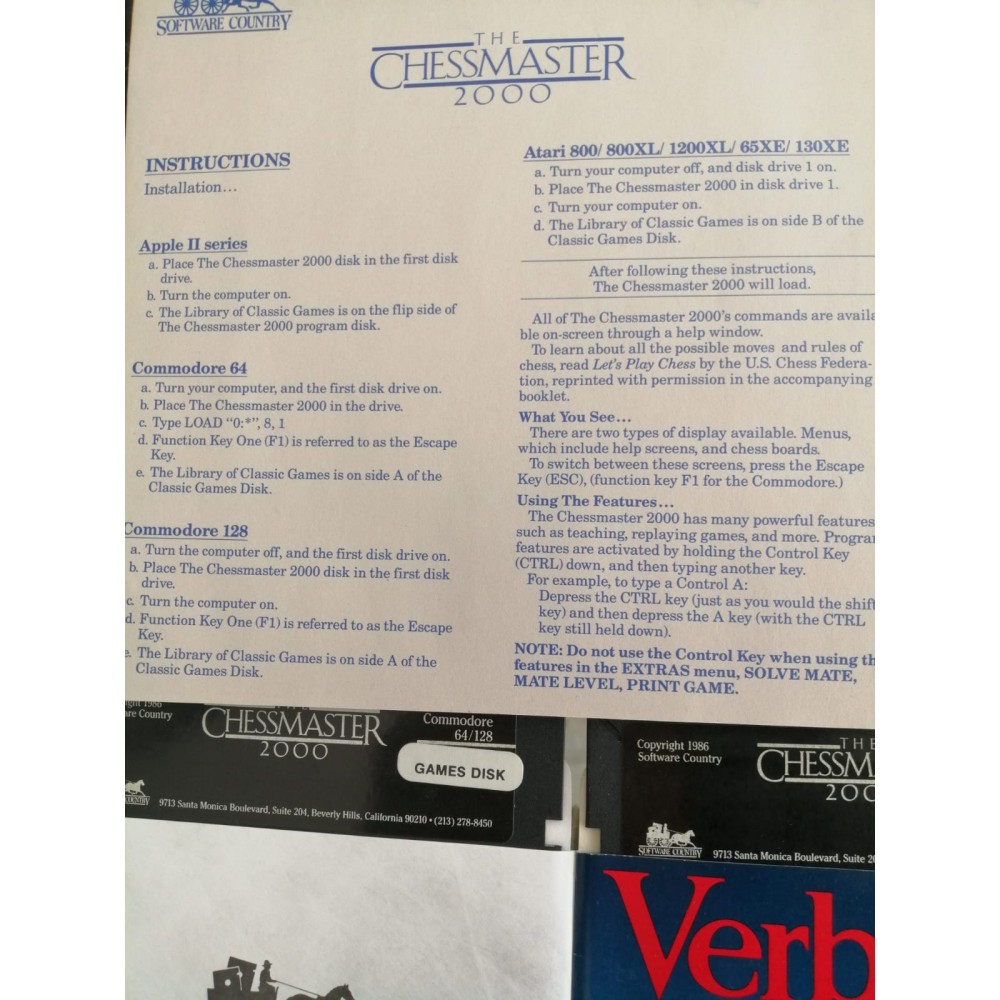 SOFTWARE COUNTRY
THE
CHESSMASTER
2000
INSTRUCTIONS
Installation...
Apple II series
a. Place The Chessmaster 2000 disk in the first disk
drive.
b. Turn the computer on.
c. The Library of Classic Games is on the flip side of
The Chessmaster 2000 program disk.
Commodore 64
a. Turn your computer, and the first disk drive on.
b. Place The Chessmaster 2000 in the drive.
c. Type LOAD “0:*”, 8, 1
d. Function Key One (F1) is referred to as the Escape
Key.
e. The Library of Classic Games is on side A of the
Classic Games Disk.
Commodore 128
a. Turn the computer off, and the first disk drive on.
b. Place The Chessmaster 2000 disk in the first disk
drive.
c. Turn the computer on.
d. Function Key One (F1) is referred to as the Escape
Key.
e. The Library of Classic Games is on side A of the
Classic Games Disk.
Atari 800/ 800XL/ 1200XL/ 65XE/ 130XE
a. Turn your computer off, and disk drive 1 on.
b. Place The Chessmaster 2000 in disk drive 1.
c. Turn your computer on.
d. The Library of Classic Games is on side B of the
Classic Games Disk.
After following these instructions,
The Chessmaster 2000 will load.
All of The Chessmaster 2000's commands are availa
ble on-screen through a help window.
To learn about all the possible moves and rules of
chess, read Let's Play Chess by the U.S. Chess Federa-
tion, reprinted with permission in the accompanying
booklet.
What You See...
There are two types of display available. Menus,
which include help screens, and chess boards.
To switch between these screens, press the Escape
Key (ESC), (function key F1 for the Commodore.)
Using The Features...
The Chessmaster 2000 has many powerful features
such as teaching, replaying games, and more. Program
features are activated by holding the Control Key
(CTRL) down, and then typing another key.
For example, to type a Control A:
Depress the CTRL key (just as you would the shift
key) and then depress the A key (with the CTRL
key still held down).
NOTE: Do not use the Control Key when using th
features in the EXTRAS menu, SOLVE MATE,
MATE LEVEL, PRINT GAME.
ght 1986
re Country
THE
CHESSMASTER
2000
Commodore
64/128
GAMES DISK
COUNTRY
9713 Santa Monica Boulevard, Suite 204, Beverly Hills, California 90210 • (213) 278-8450
Copyright 1986
Software Country
THE
CHESSM
200
SOFTWARE COUNTRY
9713 Santa Monica Boulevard, Suite 2
Verb